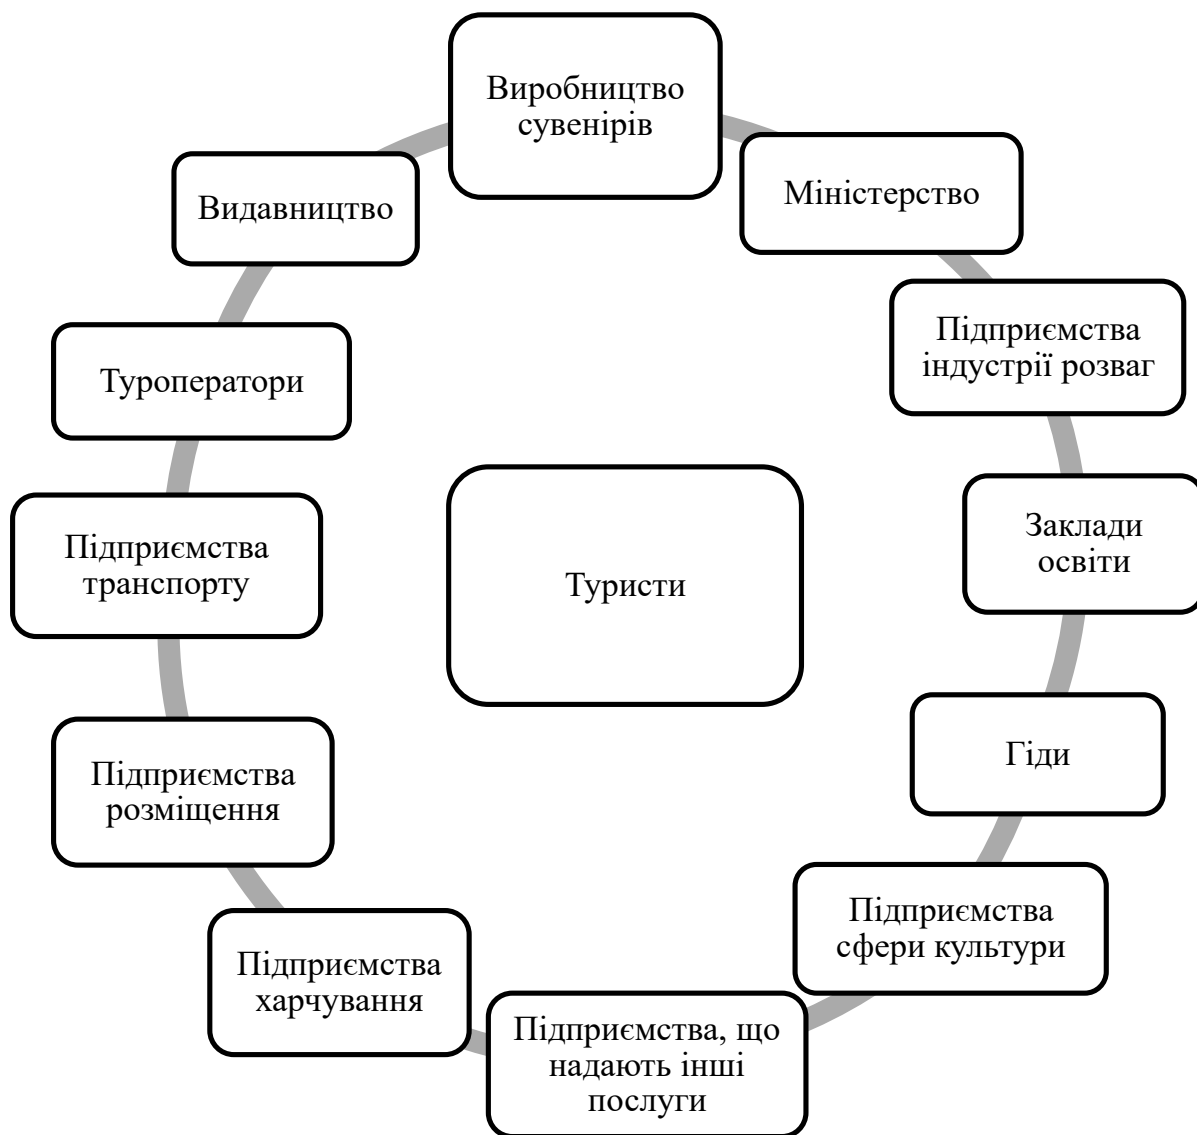 Виробництво
сувенірів
Міністерство
Видавництво
Підприємства
індустрії розваг
Туроператори
Заклади
освіти
Підприємства
транспорту
Туристи
Гіди
Підприємства
розміщення
Підприємства
сфери культури
Підприємства
харчування
Підприємства, що
надають інші
послуги